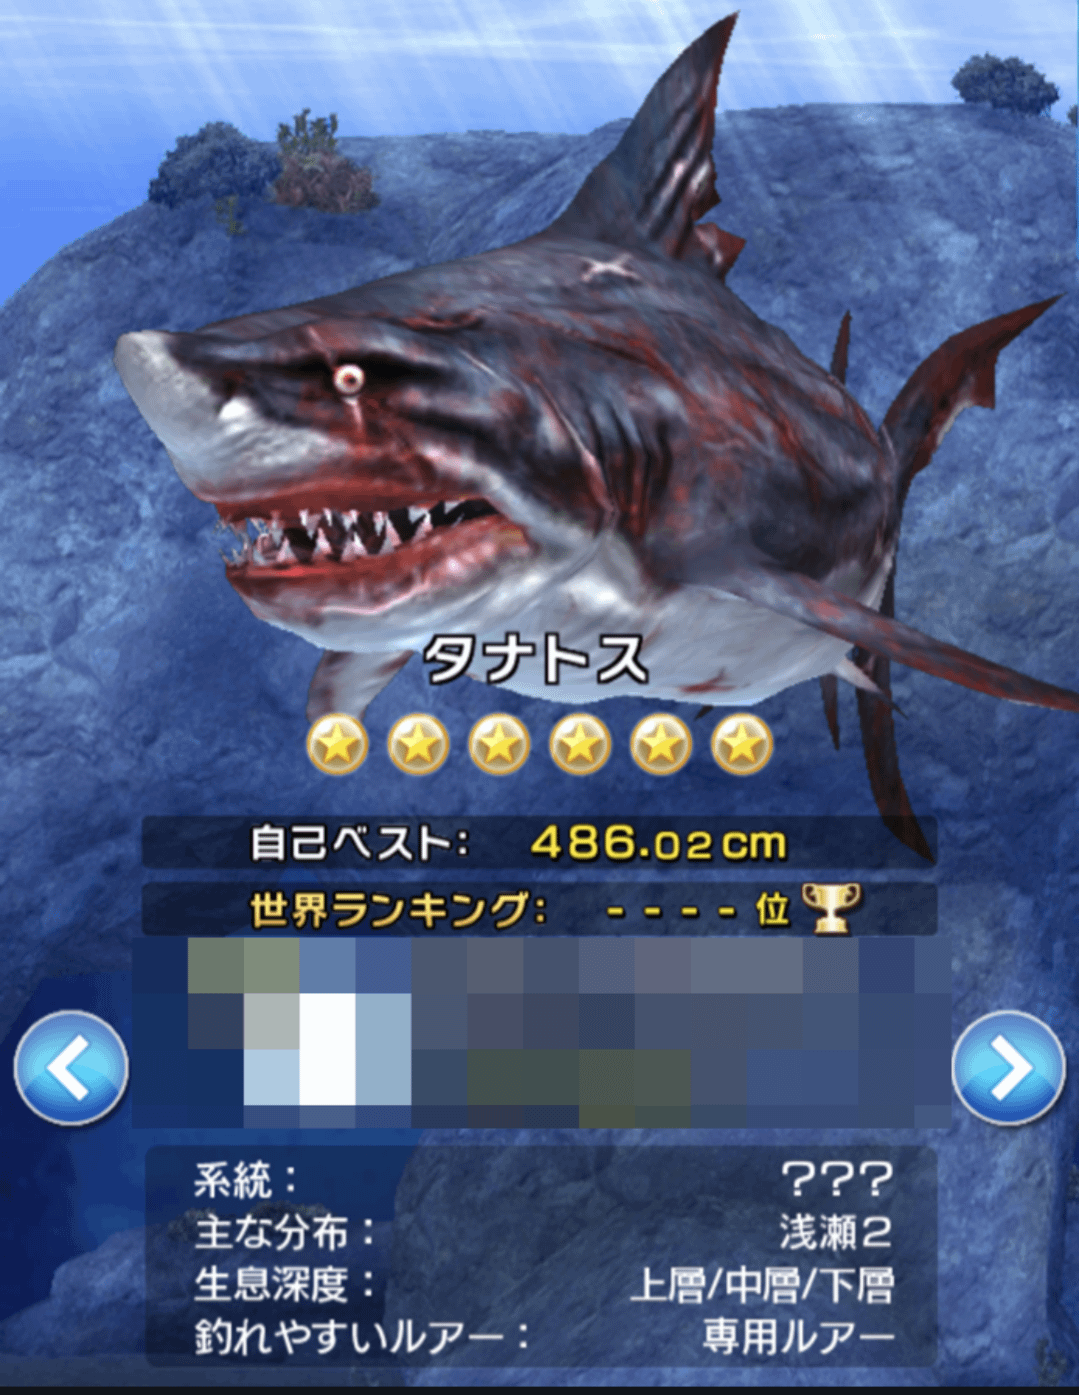 タナトス
自己ベスト: 486.02cm
世界ランキング: ----位
系統： ???
主な分布： 浅瀬2
生息深度： 上層/中層/下層
釣れやすいルアー： 専用ルアー